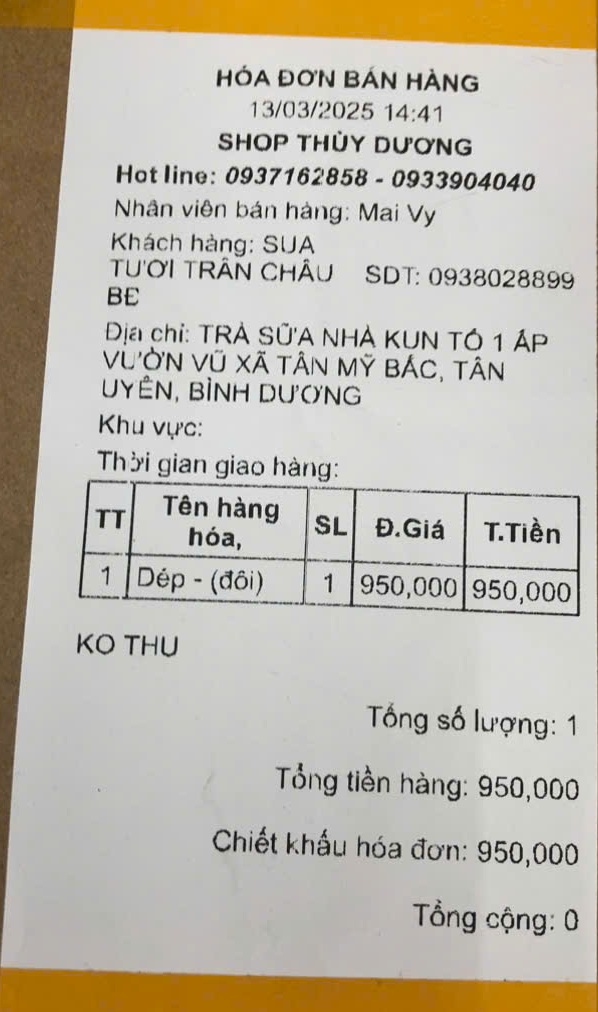 HÓA ĐƠN BÁN HÀNG
13/03/2025 14:41
SHOP THÙY DƯƠNG
Hot line: 0937162858 - 0933904040
Nhân viên bán hàng: Mai Vy
Khách hàng: SUA
TƯƠI TRÂN CHÂU SDT: 0938028899
BE
Địa chỉ: TRÀ SỮA NHÀ KUN TỔ 1 ẤP
VƯỜN VŨ XÃ TÂN MỸ BẮC, TÂN
UYÊN, BÌNH DƯƠNG
Khu vực:
Thời gian giao hàng:
TT Tên hàng hóa, SL Đ.Giá T.Tiền
1 Dép - (đôi) 1 950,000 950,000
KO THU
Tổng số lượng: 1
Tổng tiền hàng: 950,000
Chiết khấu hóa đơn: 950,000
Tổng cộng: 0